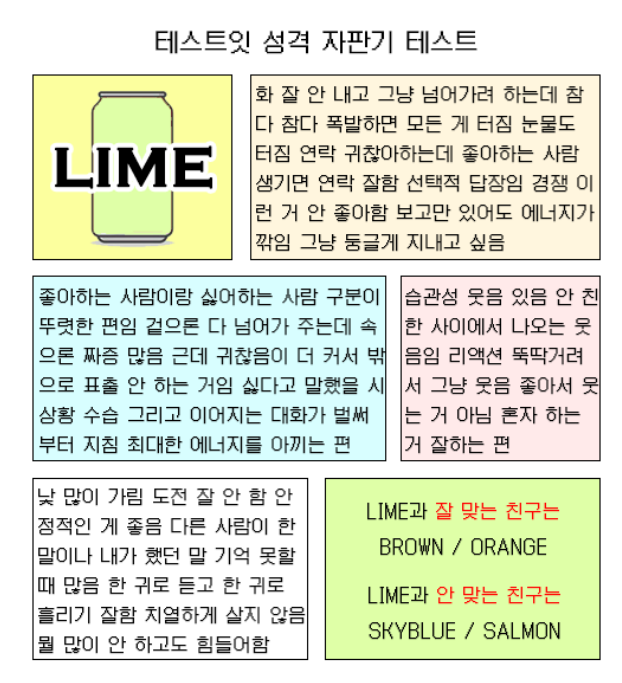 테스트잇 성격 자판기 테스트
LIME
화 잘 안 내고 그냥 넘어가려 하는데 참
다 참다 폭발하면 모든 게 터짐 눈물도
터짐 연락 귀찮아하는데 좋아하는 사람
생기면 연락 잘함 선택적 답장임 경쟁 이
런 거 안 좋아함 보고만 있어도 에너지가
깎임 그냥 둥글게 지내고 싶음
좋아하는 사람이랑 싫어하는 사람 구분이
뚜렷한 편임 겉으론 다 넘어가 주는데 속
으론 짜증 많음 근데 귀찮음이 더 커서 밖
으로 표출 안 하는 거임 싫다고 말했을 시
상황 수습 그리고 이어지는 대화가 벌써
부터 지침 최대한 에너지를 아끼는 편
습관성 웃음 있음 안 친
한 사이에서 나오는 웃
음임 리액션 뚝딱거려
서 그냥 웃음 좋아서 웃
는 거 아님 혼자 하는
거 잘하는 편
낯 많이 가림 도전 잘 안 함 안
정적인 게 좋음 다른 사람이 한
말이나 내가 했던 말 기억 못할
때 많음 한 귀로 듣고 한 귀로
흘리기 잘함 치열하게 살지 않음
뭘 많이 안 하고도 힘들어함
LIME과 잘 맞는 친구는
BROWN / ORANGE
LIME과 안 맞는 친구는
SKYBLUE / SALMON